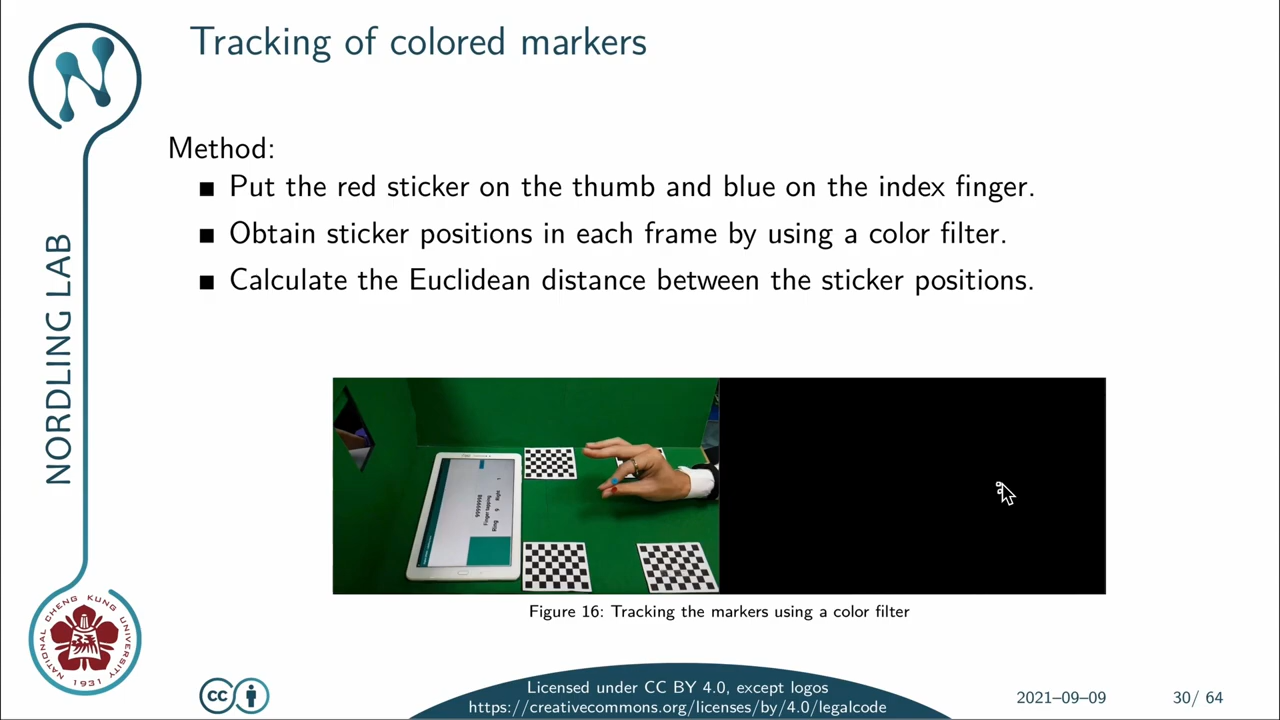 Tracking of colored markers
NORDLING LAB
Method:
Put the red sticker on the thumb and blue on the index finger.
Obtain sticker positions in each frame by using a color filter.
Calculate the Euclidean distance between the sticker positions.
Figure 16: Tracking the markers using a color filter
NATIONAL CHENG KUNG UNIVERSITY
1931
cc
Licensed under CC BY 4.0, except logos
https://creativecommons.org/licenses/by/4.0/legalcode
2021–09–09
30/ 64